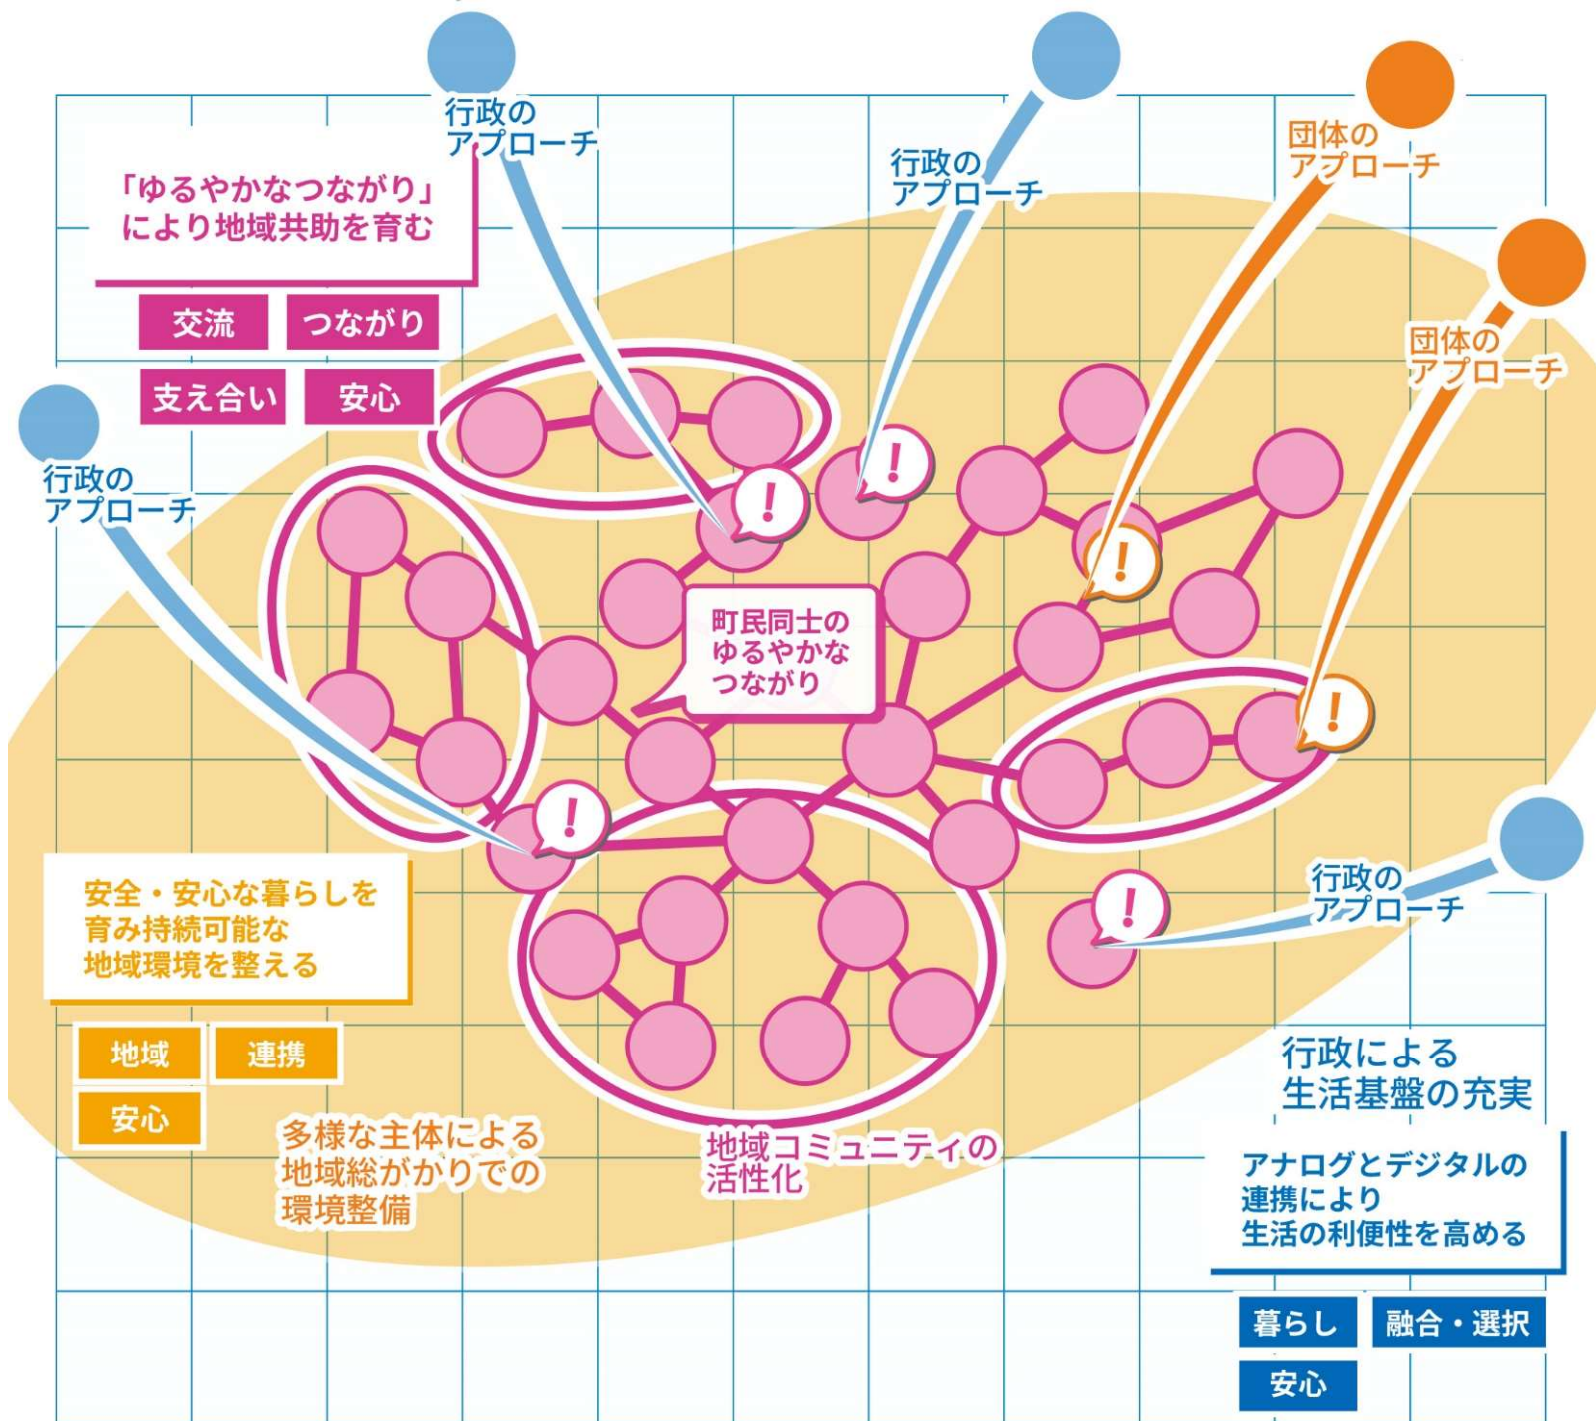 行政の
アプローチ
行政の
アプローチ
団体の
アプローチ
「ゆるやかなつながり」
により地域共助を育む
交流
つながり
支え合い
安心
団体の
アプローチ
行政の
アプローチ
!
!
!
町民同士の
ゆるやかな
つながり
!
!
安全・安心な暮らしを
育み持続可能な
地域環境を整える
行政の
アプローチ
!
地域
連携
安心
多様な主体による
地域総がかりでの
環境整備
地域コミュニティの
活性化
行政による
生活基盤の充実
アナログとデジタルの
連携により
生活の利便性を高める
暮らし
融合・選択
安心